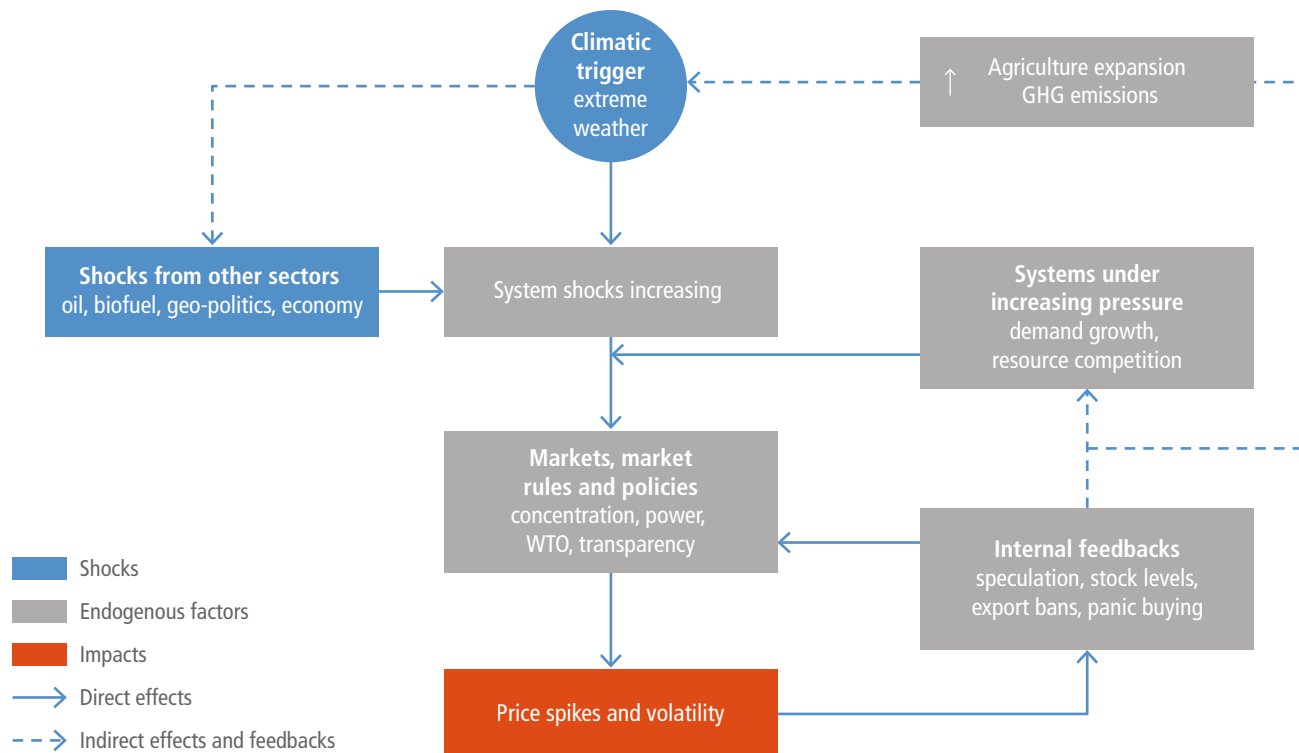 Climatic
trigger
extreme
weather
↑ Agriculture expansion
GHG emissions
Shocks from other sectors
oil, biofuel, geo-politics, economy
System shocks increasing
Systems under
increasing pressure
demand growth,
resource competition
Markets, market
rules and policies
concentration, power,
WTO, transparency
Internal feedbacks
speculation, stock levels,
export bans, panic buying
Price spikes and volatility
Shocks
Endogenous factors
Impacts
Direct effects
Indirect effects and feedbacks